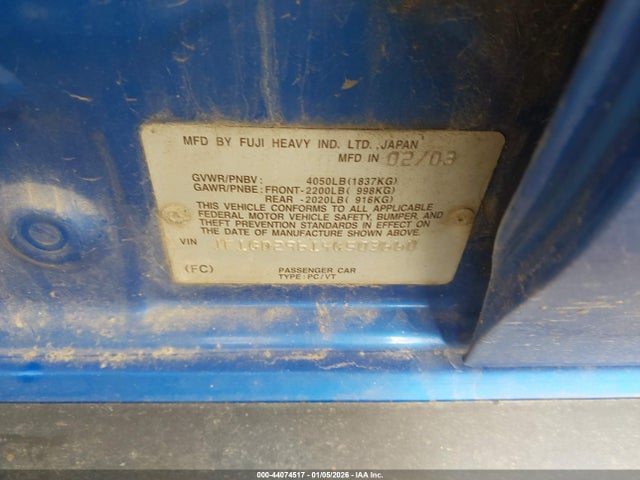 MFD BY FUJI HEAVY IND. LTD., JAPAN
MFD IN 02/03
GVWR/PNBV: 4050LB(1837KG)
GAWR/PNBE: FRONT-2200LB( 998KG)
REAR -2020LB( 916KG)
THIS VEHICLE CONFORMS TO ALL APPLICABLE
FEDERAL MOTOR VEHICLE SAFETY, BUMPER, AND
THEFT PREVENTION STANDARDS IN EFFECT ON
THE DATE OF MANUFACTURE SHOWN ABOVE.
VIN
(FC) PASSENGER CAR
TYPE: PC/VT
000-44074517 - 01/05/2026 - IAA Inc.